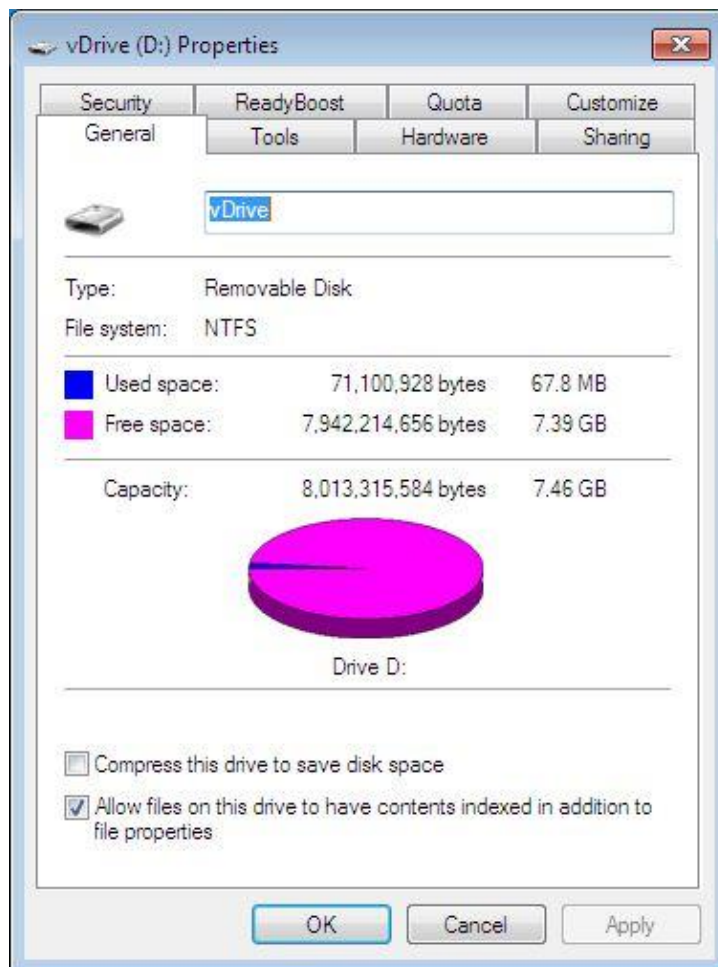 vDrive (D:) Properties
Security ReadyBoost Quota Customize
General Tools Hardware Sharing
vDrive
Type: Removable Disk
File system: NTFS
Used space: 71,100,928 bytes 67.8 MB
Free space: 7,942,214,656 bytes 7.39 GB
Capacity: 8,013,315,584 bytes 7.46 GB
Drive D:
Compress this drive to save disk space
Allow files on this drive to have contents indexed in addition to
file properties
OK Cancel Apply